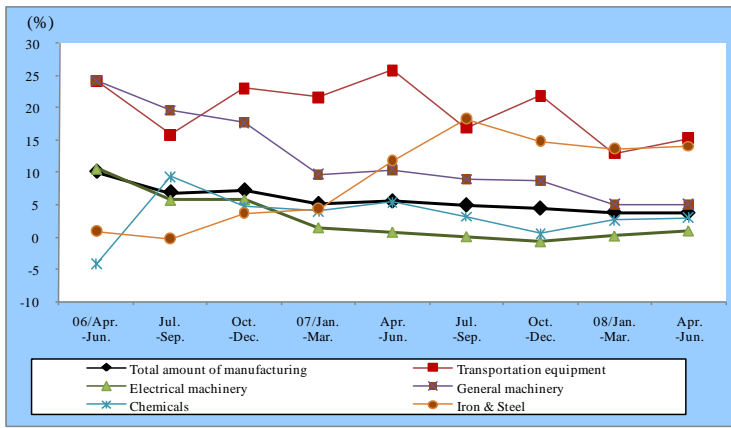 (%)
30
25
20
15
10
5
0
-5
-10
06/Apr. Jul. Oct. 07/Jan. Apr. Jul. Oct. 08/Jan. Apr.
-Jun. -Sep. -Dec. -Mar. -Jun. -Sep. -Dec. -Mar. -Jun.
Total amount of manufacturing Transportation equipment
Electrical machinery General machinery
Chemicals Iron & Steel